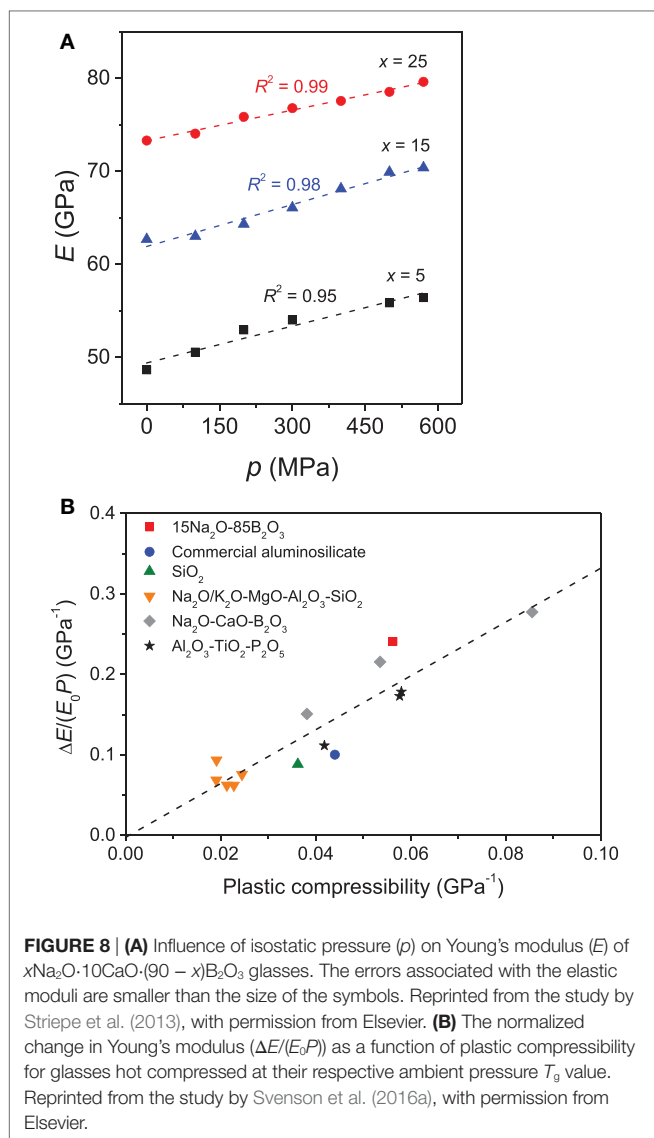 A
x = 25
80
R² = 0.99
x = 15
70
R² = 0.98
E (GPa)
60
x = 5
R² = 0.95
50
0 150 300 450 600
p (MPa)
B
0.4
15Na₂O-85B₂O₃
Commercial aluminosilicate
SiO₂
0.3
Na₂O/K₂O-MgO-Al₂O₃-SiO₂
Na₂O-CaO-B₂O₃
Al₂O₃-TiO₂-P₂O₅
ΔE/(E₀P) (GPa⁻¹)
0.2
0.1
0.0
0.00 0.02 0.04 0.06 0.08 0.10
Plastic compressibility (GPa⁻¹)
FIGURE 8 | (A) Influence of isostatic pressure (p) on Young’s modulus (E) of
xNa₂O·10CaO·(90 − x)B₂O₃ glasses. The errors associated with the elastic
moduli are smaller than the size of the symbols. Reprinted from the study by
Striepe et al. (2013), with permission from Elsevier. (B) The normalized
change in Young’s modulus (ΔE/(E₀P)) as a function of plastic compressibility
for glasses hot compressed at their respective ambient pressure Tg value.
Reprinted from the study by Svenson et al. (2016a), with permission from
Elsevier.